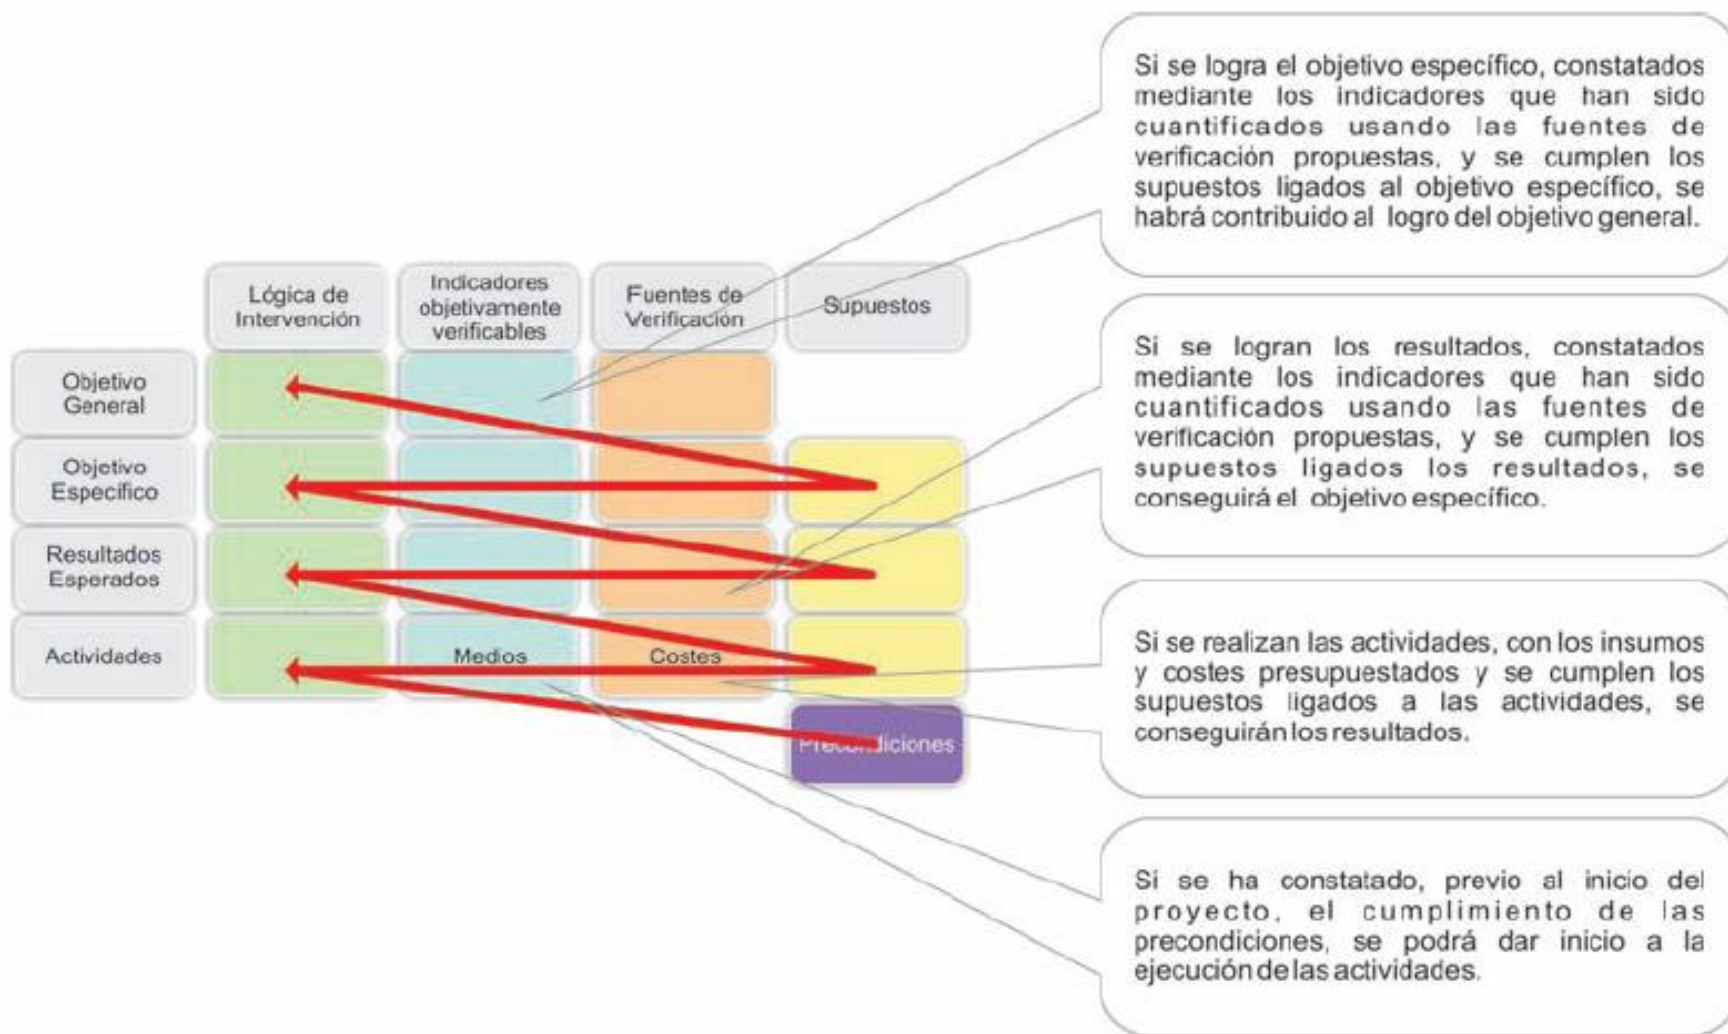 Si se logra el objetivo específico, constatados
mediante los indicadores que han sido
cuantificados usando las fuentes de
verificación propuestas, y se cumplen los
supuestos ligados al objetivo específico, se
habrá contribuido al logro del objetivo general.
Lógica de
Intervención
Indicadores
objetivamente
verificables
Fuentes de
Verificación
Supuestos
Objetivo
General
Objetivo
Específico
Resultados
Esperados
Actividades
Medios
Costes
Precondiciones
Si se logran los resultados, constatados
mediante los indicadores que han sido
cuantificados usando las fuentes de
verificación propuestas, y se cumplen los
supuestos ligados los resultados, se
conseguirá el objetivo específico.
Si se realizan las actividades, con los insumos
y costes presupuestados y se cumplen los
supuestos ligados a las actividades, se
conseguirán los resultados.
Si se ha constatado, previo al inicio del
proyecto, el cumplimiento de las
precondiciones, se podrá dar inicio a la
ejecución de las actividades.